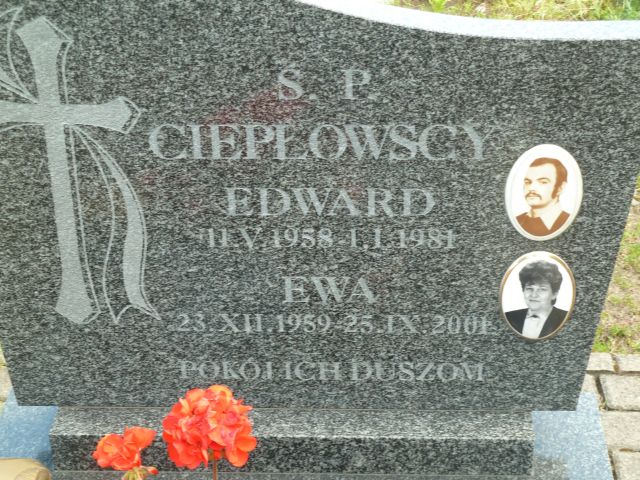 Ś. P.
CIEPŁOWSCY
EDWARD
11.V.1958-1.I.1981
EWA
23.XII.1959-25.IX.2001
POKÓJ ICH DUSZOM